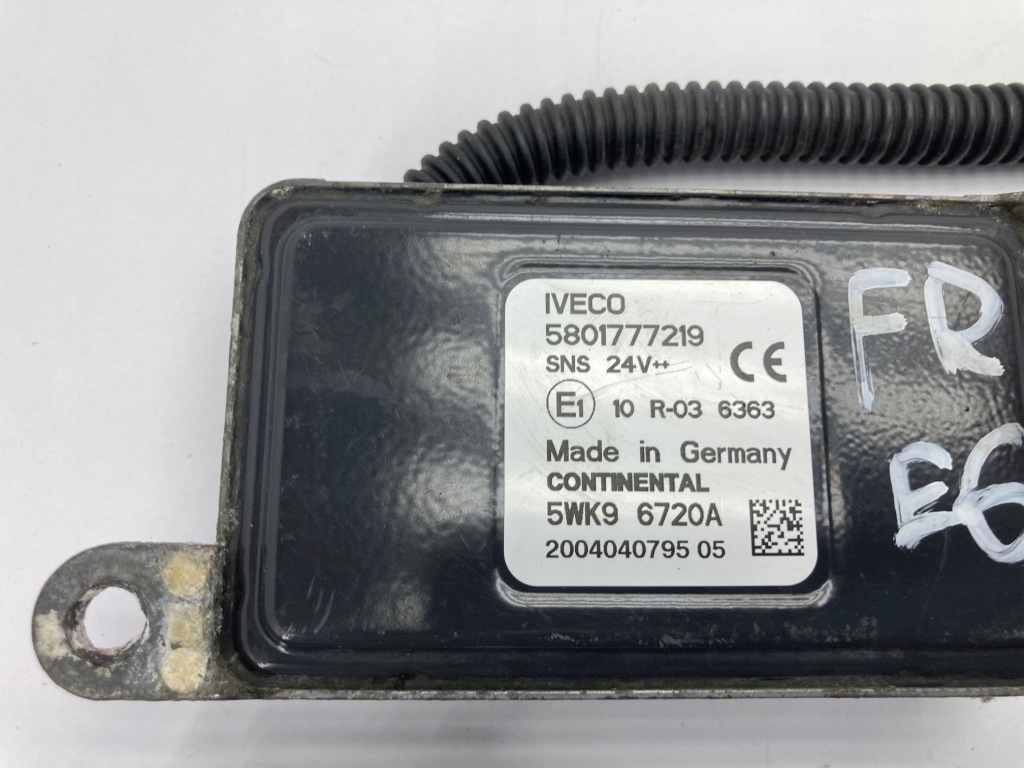 IVECO
5801777219
SNS 24V++
CE
E1 10 R-03 6363
Made in Germany
CONTINENTAL
5WK9 6720A
2004040795 05
FR
E6